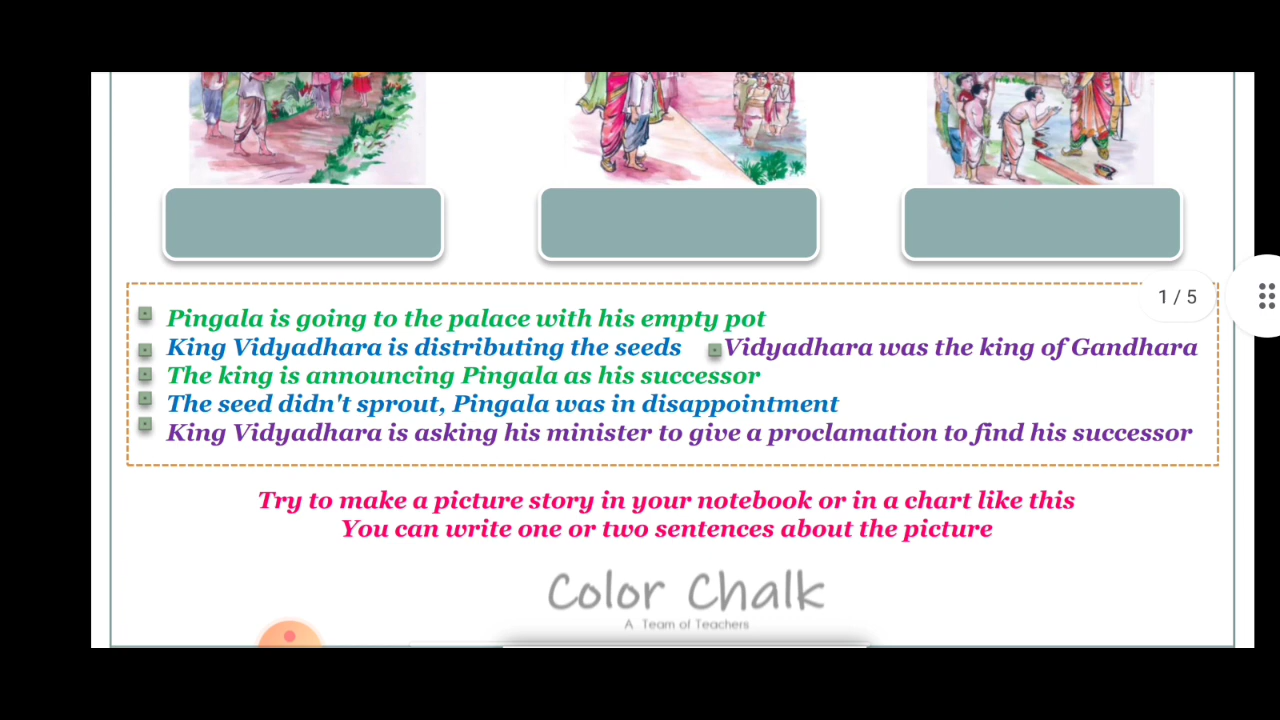 1 / 5
Pingala is going to the palace with his empty pot
King Vidyadhara is distributing the seeds Vidyadhara was the king of Gandhara
The king is announcing Pingala as his successor
The seed didn't sprout, Pingala was in disappointment
King Vidyadhara is asking his minister to give a proclamation to find his successor
Try to make a picture story in your notebook or in a chart like this
You can write one or two sentences about the picture
Color Chalk
A Team of Teachers